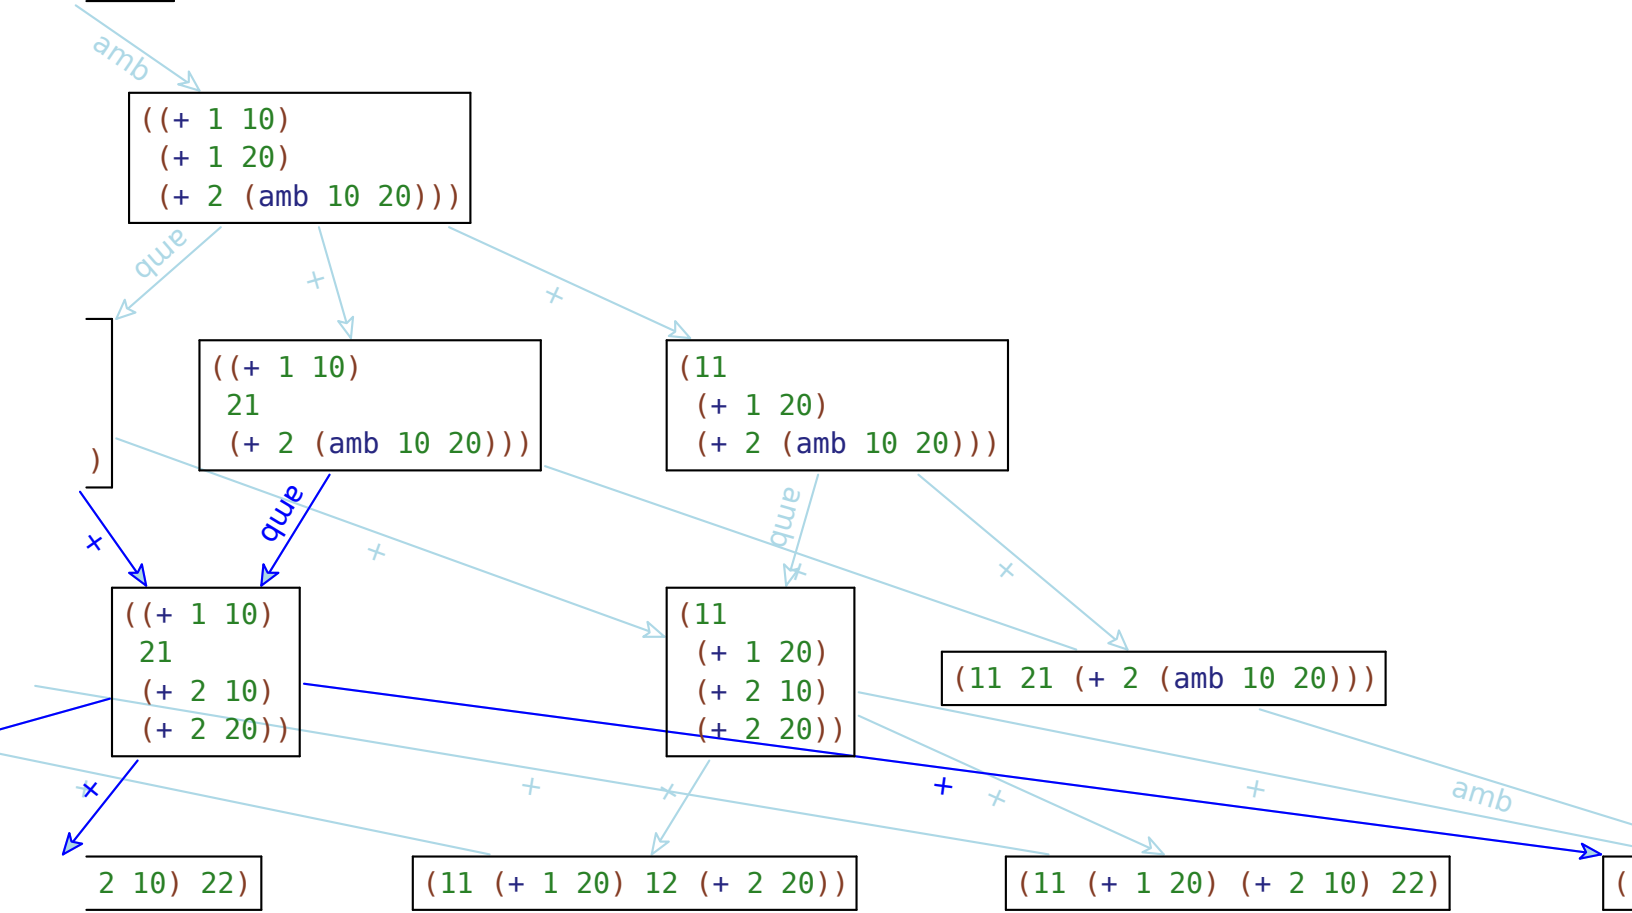 amb
((+ 1 10)
(+ 1 20)
(+ 2 (amb 10 20)))
amb
+
+
((+ 1 10)
21
(+ 2 (amb 10 20)))
(11
(+ 1 20)
(+ 2 (amb 10 20)))
)
+
amb
+
amb
+
+
((+ 1 10)
21
(+ 2 10)
(+ 2 20))
(11
(+ 1 20)
(+ 2 10)
(+ 2 20))
(11 21 (+ 2 (amb 10 20)))
+
+
+
+
+
+
+
amb
2 10) 22)
(11 (+ 1 20) 12 (+ 2 20))
(11 (+ 1 20) (+ 2 10) 22)
(